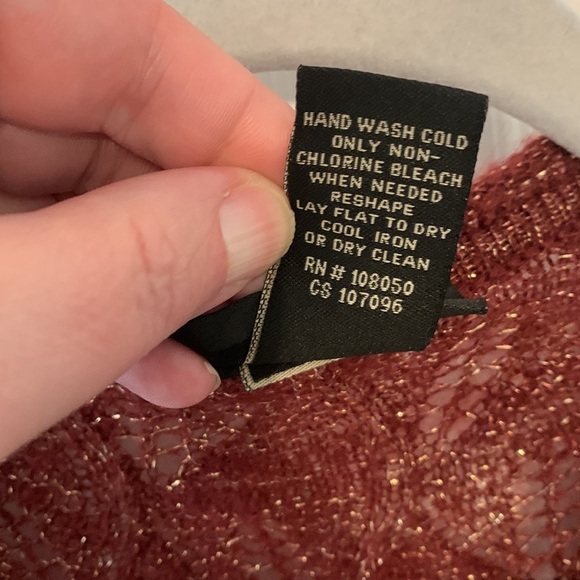 HAND WASH COLD
ONLY NON-
CHLORINE BLEACH
WHEN NEEDED
RESHAPE
LAY FLAT TO DRY
COOL IRON
OR DRY CLEAN
RN# 108050
CS 107096